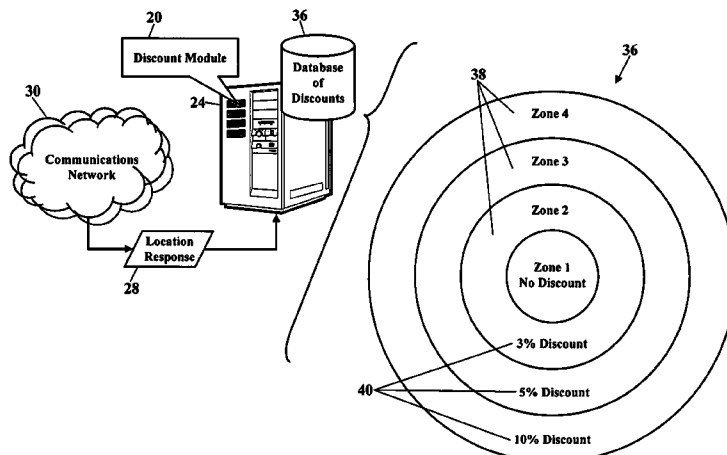 20
36
Discount Module
Database
of
Discounts
24
30
Communications
Network
Location
Response
28
36
38
Zone 4
Zone 3
Zone 2
Zone 1
No Discount
3% Discount
40
5% Discount
10% Discount